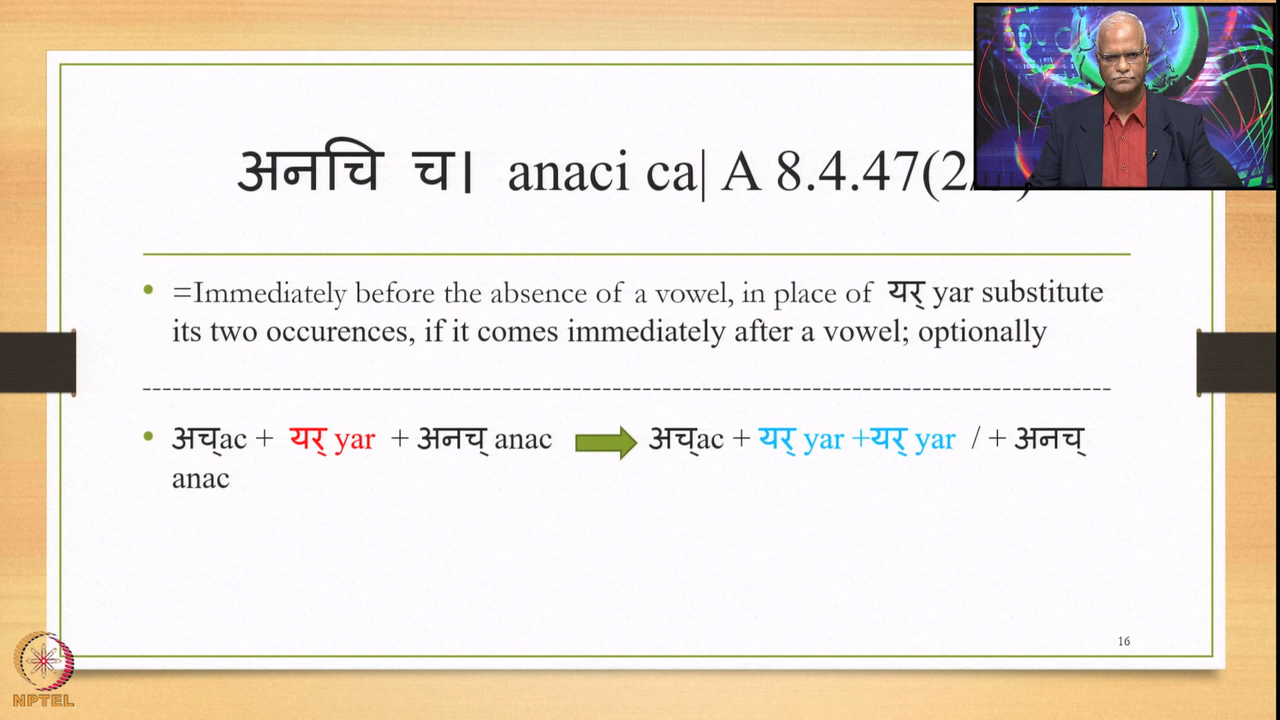 अनचि च। anaci ca| A 8.4.47(2
=Immediately before the absence of a vowel, in place of यर् yar substitute
its two occurences, if it comes immediately after a vowel; optionally
अच्ac + यर् yar + अनच् anac अच्ac + यर् yar +यर् yar / + अनच्
anac
16
NPTEL